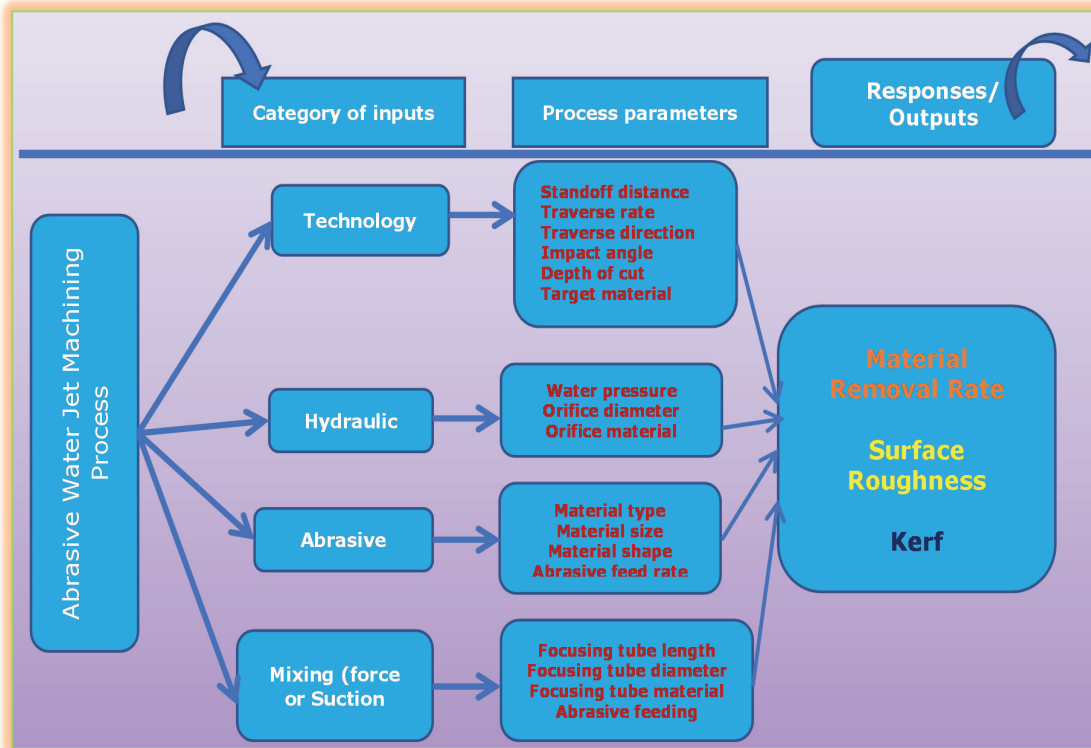 Category of inputs
Process parameters
Responses/
Outputs
Abrasive Water Jet Machining
Process
Technology
Standoff distance
Traverse rate
Traverse direction
Impact angle
Depth of cut
Target material
Hydraulic
Water pressure
Orifice diameter
Orifice material
Abrasive
Material type
Material size
Material shape
Abrasive feed rate
Mixing (force
or Suction
Focusing tube length
Focusing tube diameter
Focusing tube material
Abrasive feeding
Material
Removal Rate
Surface
Roughness
Kerf